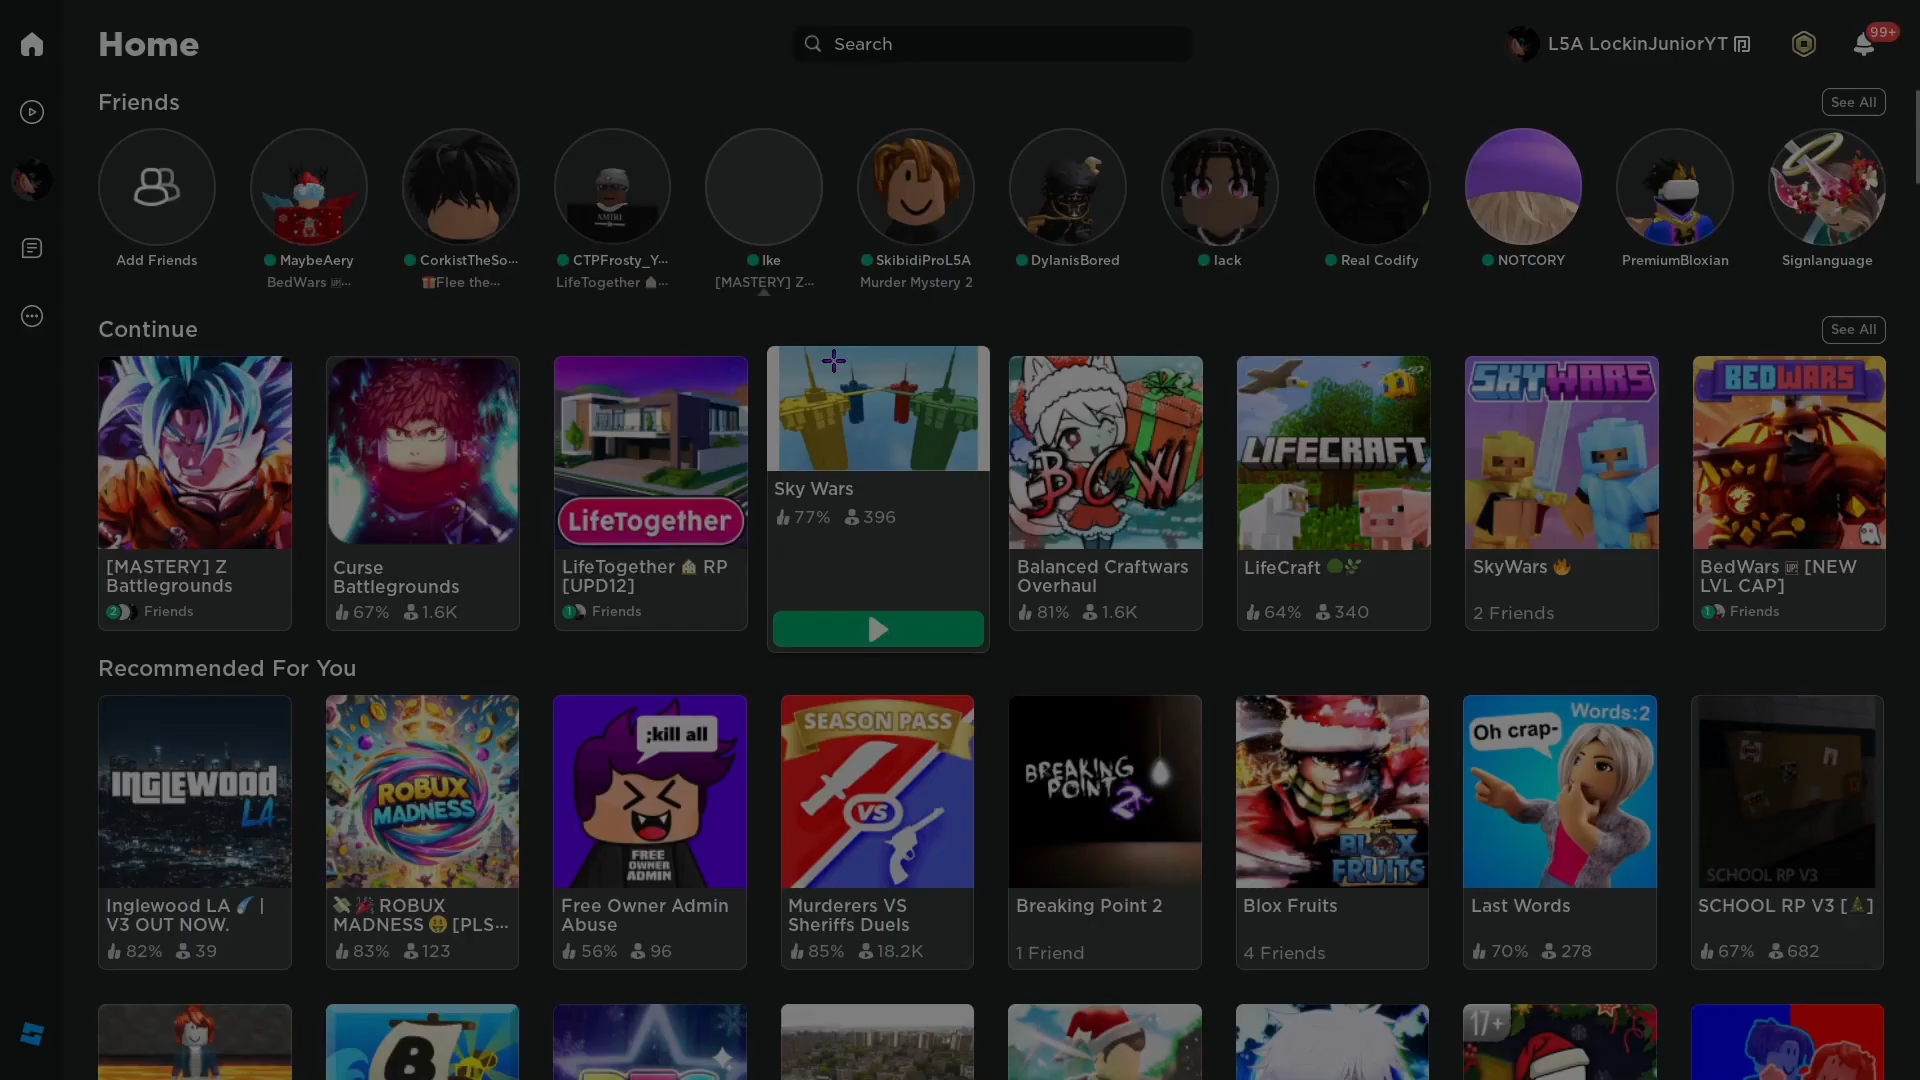 Home
Search
L5A LockinJuniorYT
99+
Friends
See All
AMIRI
Add Friends
MaybeAery
CorkistTheSo...
CTPFrosty_Y...
Ike
SkibidiProL5A
DylanisBored
lack
Real Codify
NOTCORY
PremiumBloxian
Signlanguage
BedWars 🆙...
🎁Flee the...
LifeTogether 🏠...
[MASTERY] Z...
Murder Mystery 2
Continue
See All
LifeTogether
BCW
LIFECRAFT
SKYWARS
BEDWARS
[MASTERY] Z
Battlegrounds
2 Friends
Curse
Battlegrounds
67% 1.6K
LifeTogether 🏠 RP
[UPD12]
1 Friends
Sky Wars
77% 396
Balanced Craftwars
Overhaul
81% 1.6K
LifeCraft 🌳🌿
64% 340
SkyWars 🔥
2 Friends
BedWars 🆙 [NEW
LVL CAP]
1 Friends
Recommended For You
INGLEWOOD
LA
ROBUX
MADNESS
;kill all
FREE
OWNER
ADMIN
SEASON PASS
VS
BREAKING
POINT 2
BLOX
FRUITS
Words:2
Oh crap-
SCHOOL RP V3
Inglewood LA 🌠 |
V3 OUT NOW.
82% 39
💸🎉 ROBUX
MADNESS 🤑 [PLS...
83% 123
Free Owner Admin
Abuse
56% 96
Murderers VS
Sheriffs Duels
85% 18.2K
Breaking Point 2
1 Friend
Blox Fruits
4 Friends
Last Words
70% 278
SCHOOL RP V3 [🎄]
67% 682
B
17+